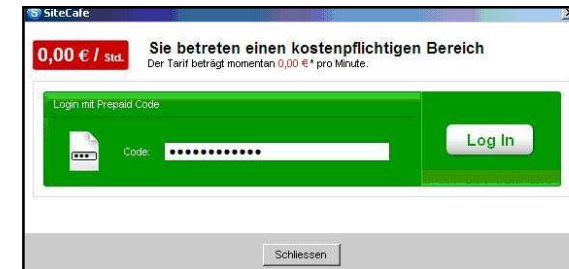 SiteCafe
0,00 € / Std.
Sie betreten einen kostenpflichtigen Bereich
Der Tarif beträgt momentan 0,00 €* pro Minute.
Login mit Prepaid Code
Code: ••••••••••••
Log In
Schliessen